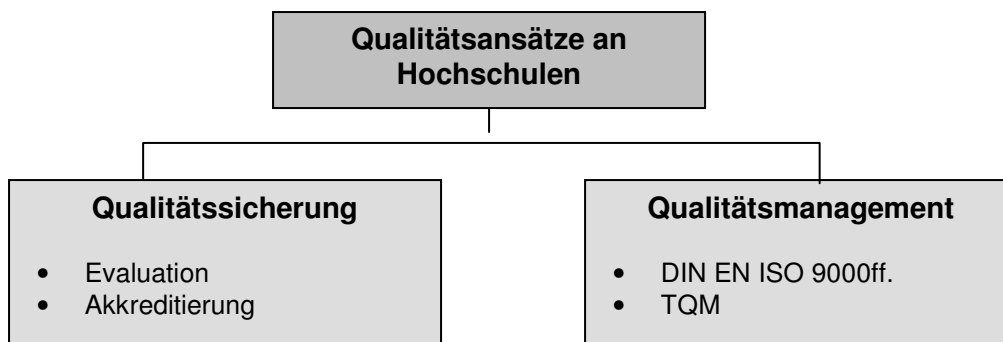 Qualitätsansätze an
Hochschulen
Qualitätssicherung
• Evaluation
• Akkreditierung
Qualitätsmanagement
• DIN EN ISO 9000ff.
• TQM